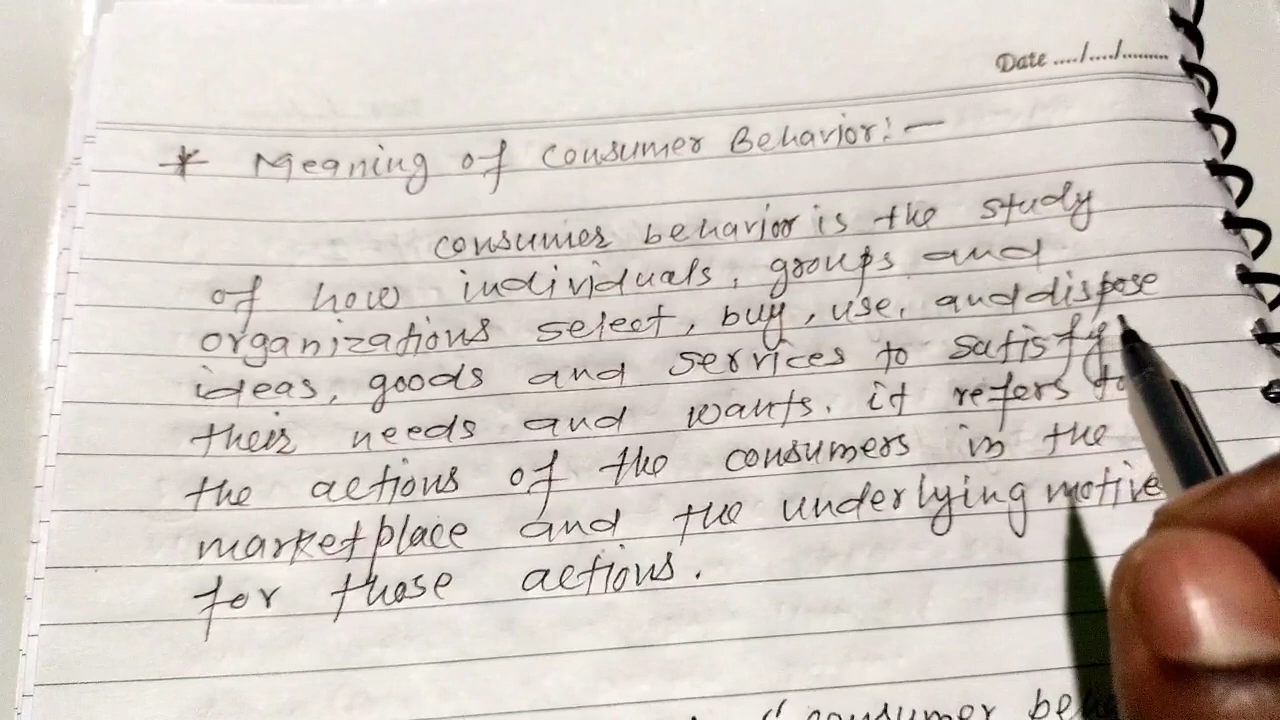 Date ..../..../.........
* Meaning of Consumer Behavior:-
consumer behavior is the study
of how individuals, groups and
organizations select, buy, use, and dispose
ideas, goods and services to satisfy
their needs and wants. it refers to
the actions of the consumers in the
marketplace and the underlying motive
for those actions.
consumer